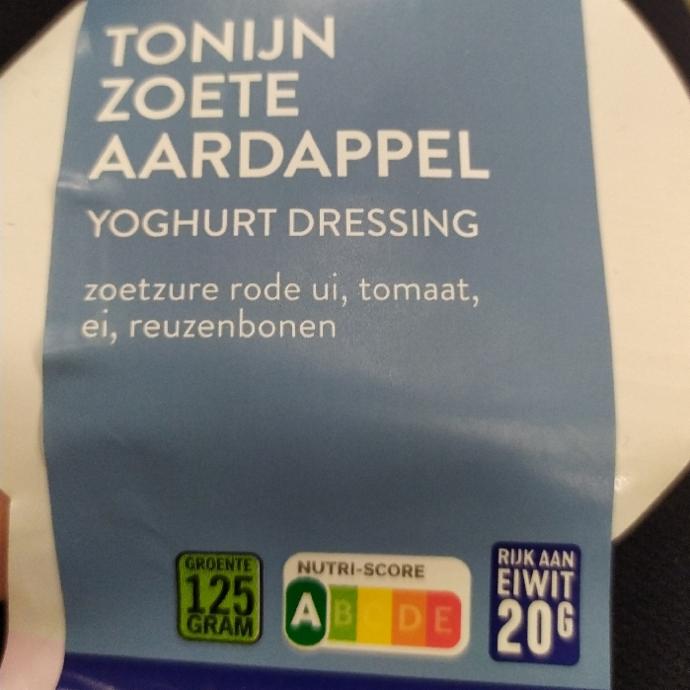 TONIJN
ZOETE
AARDAPPEL
YOGHURT DRESSING
zoetzure rode ui, tomaat,
ei, reuzenbonen
GROENTE
125
GRAM
NUTRI-SCORE
A B C D E
RIJK AAN
EIWIT
20G